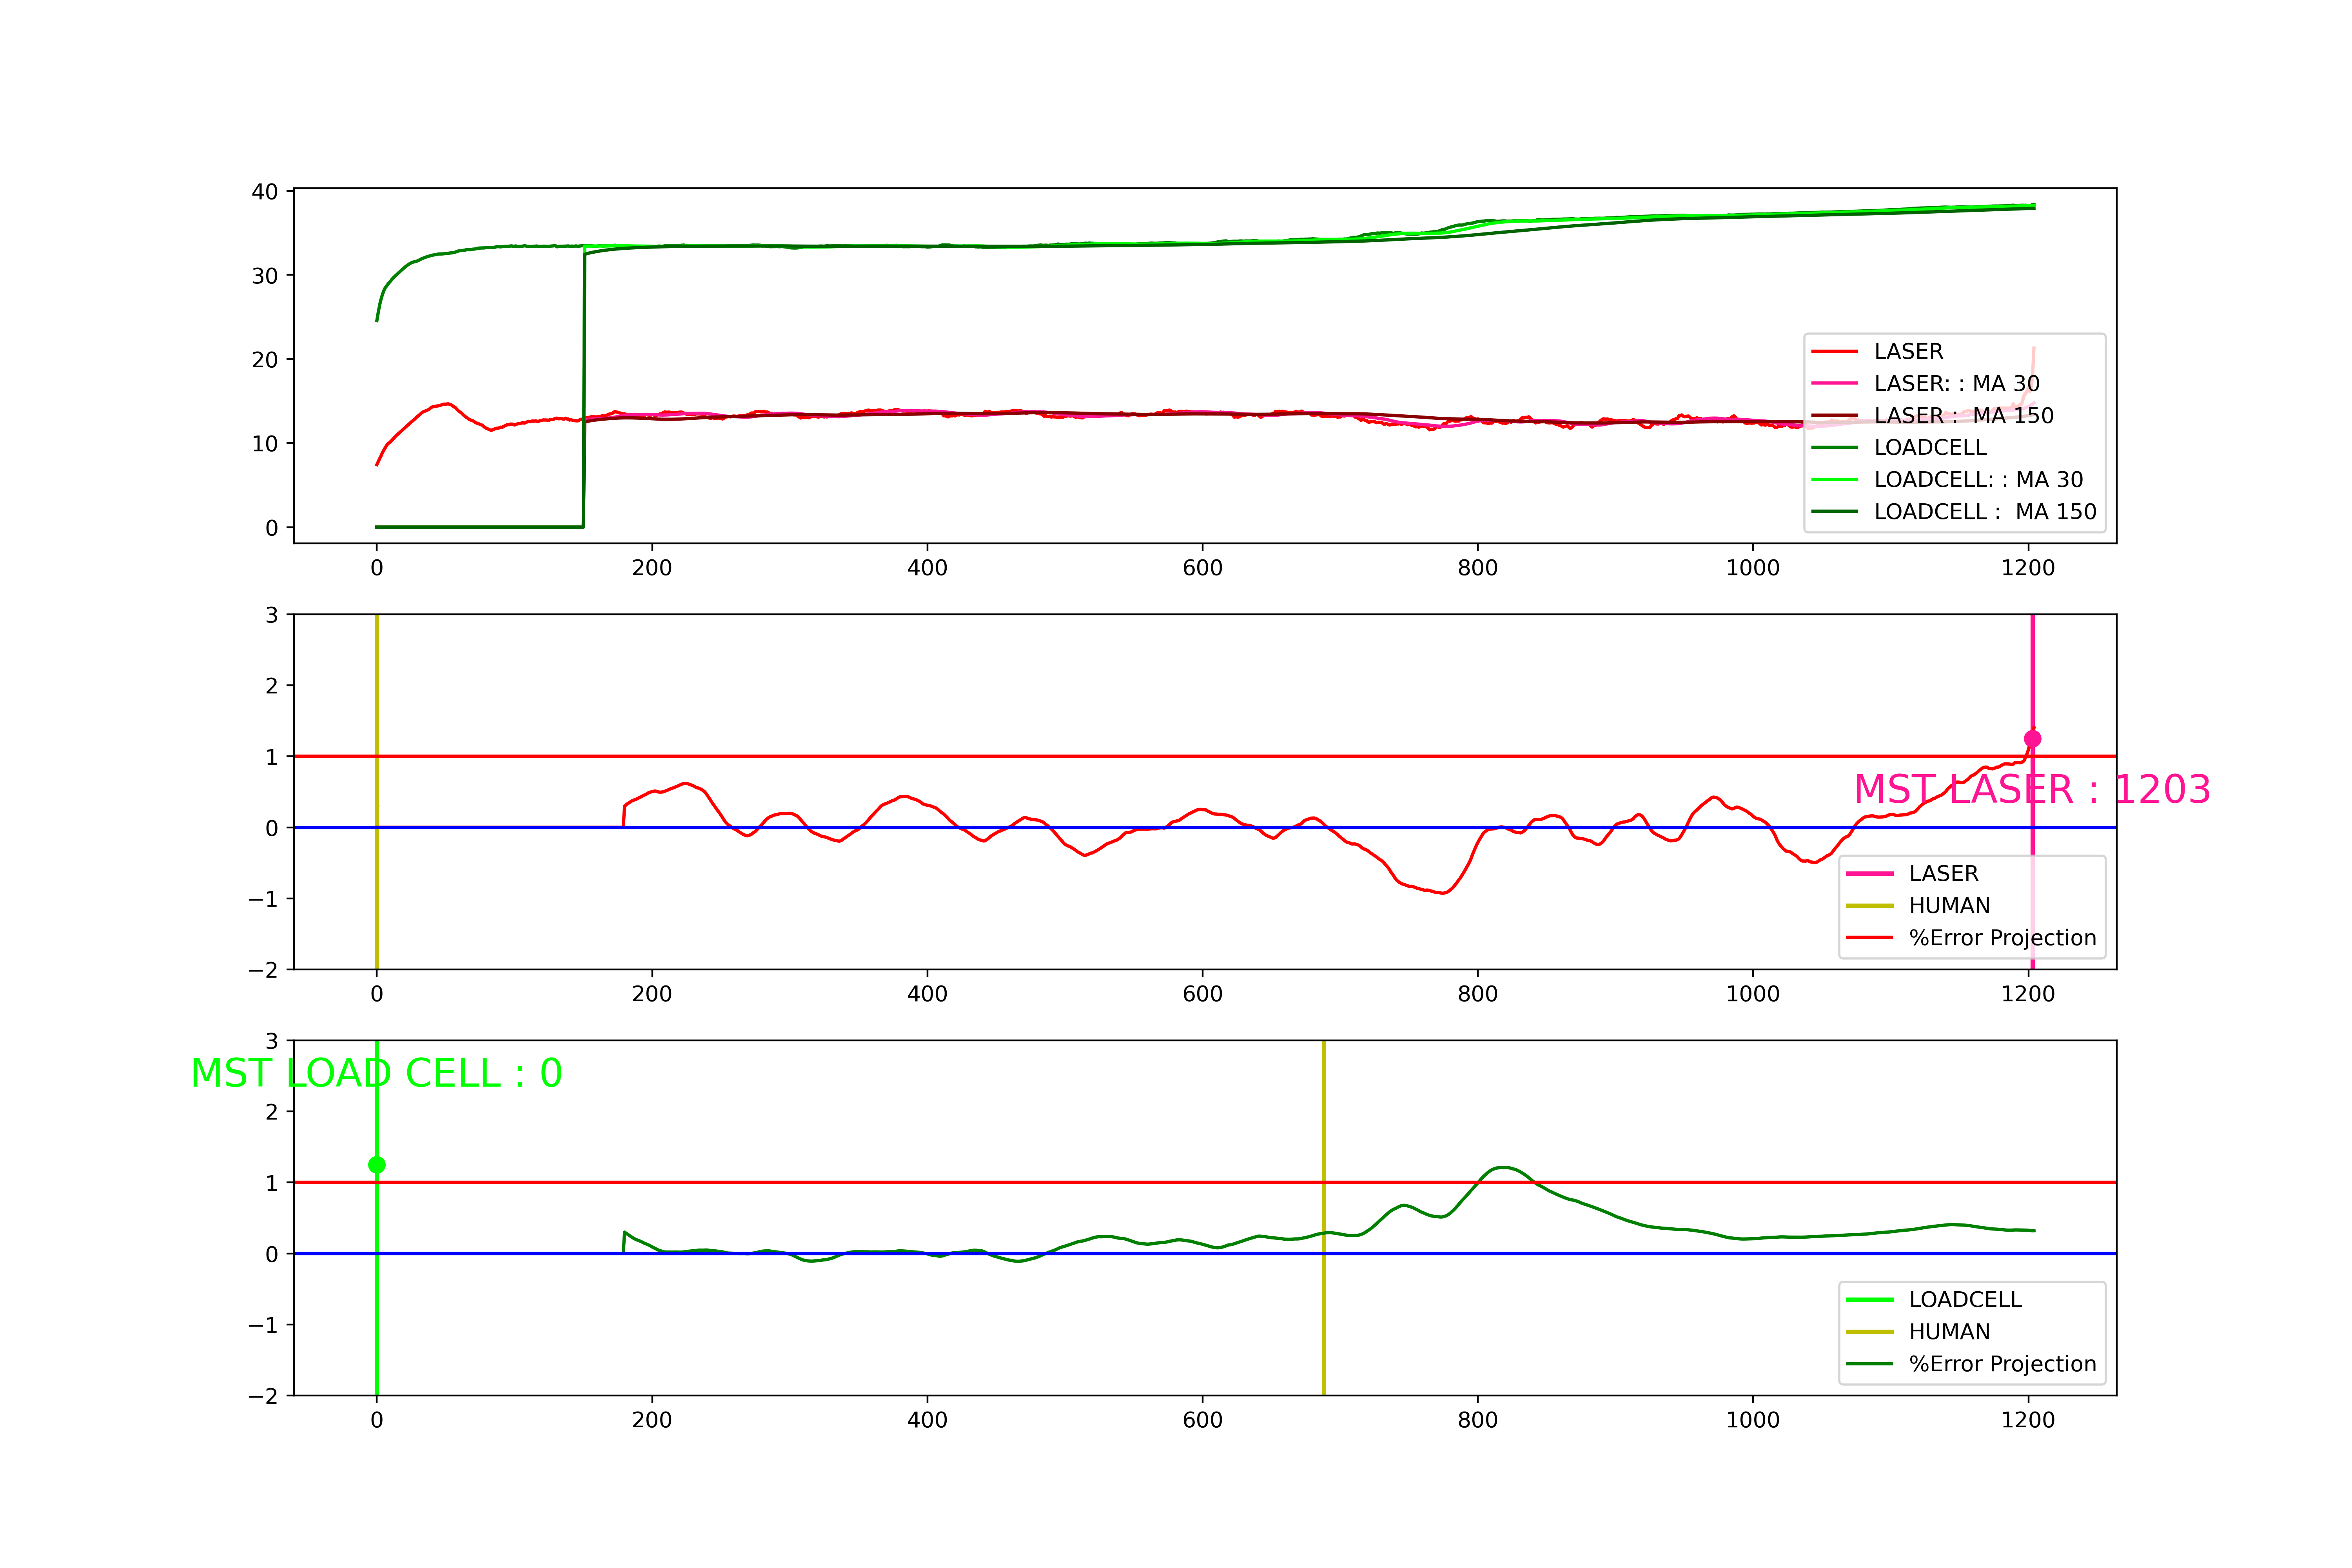 40
30
20
10
0
LASER
LASER: : MA 30
LASER :  MA 150
LOADCELL
LOADCELL: : MA 30
LOADCELL :  MA 150
0 200 400 600 800 1000 1200
3
2
1
0
−1
−2
MST LASER : 1203
LASER
HUMAN
%Error Projection
0 200 400 600 800 1000 1200
3
2
1
0
−1
−2
MST LOAD CELL : 0
LOADCELL
HUMAN
%Error Projection
0 200 400 600 800 1000 1200